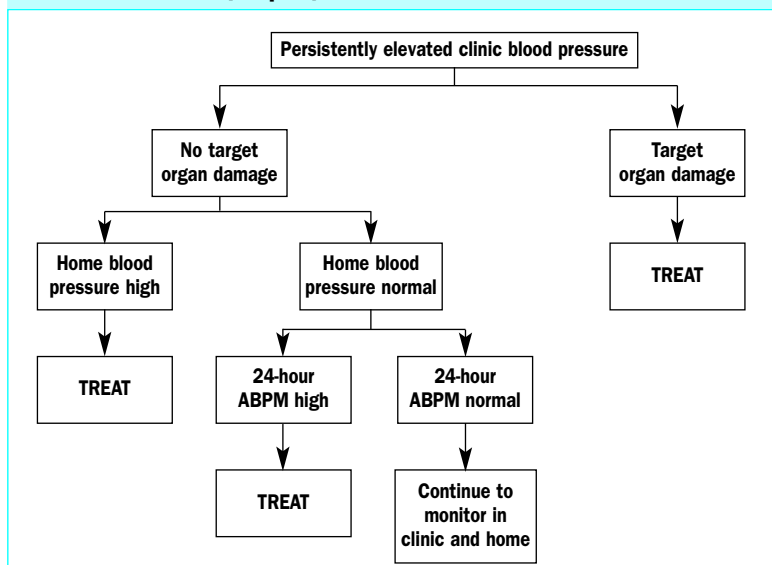 Persistently elevated clinic blood pressure
No target
organ damage
Target
organ damage
Home blood
pressure high
Home blood
pressure normal
TREAT
TREAT
24-hour
ABPM high
24-hour
ABPM normal
TREAT
Continue to
monitor in
clinic and home